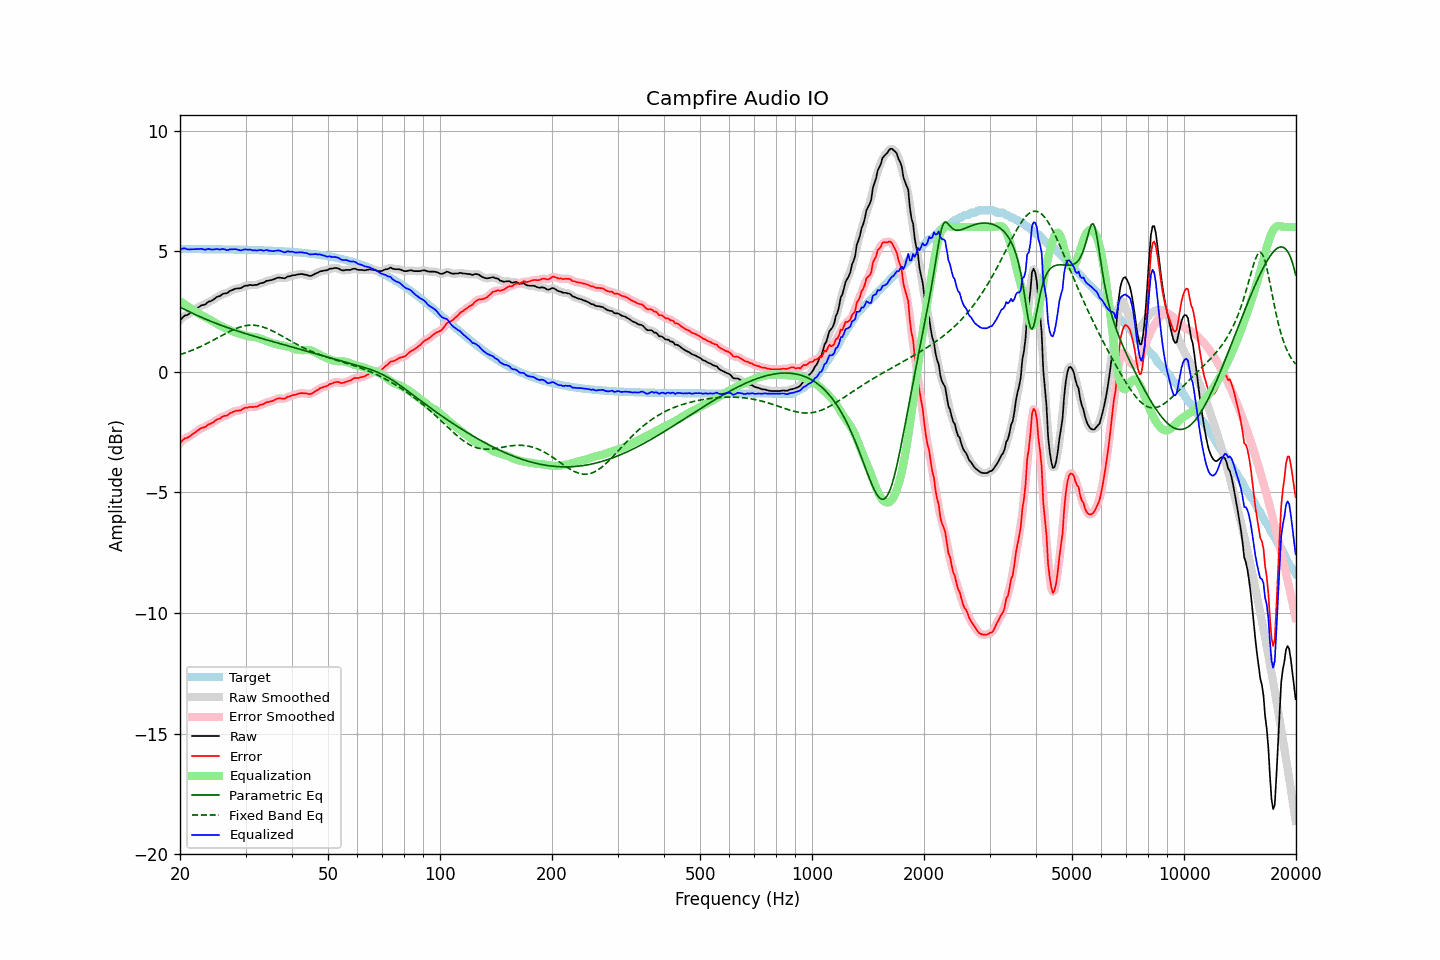 Campfire Audio IO
10
5
0
−5
−10
−15
−20
Amplitude (dBr)
Target
Raw Smoothed
Error Smoothed
Raw
Error
Equalization
Parametric Eq
Fixed Band Eq
Equalized
20 50 100 200 500 1000 2000 5000 10000 20000
Frequency (Hz)